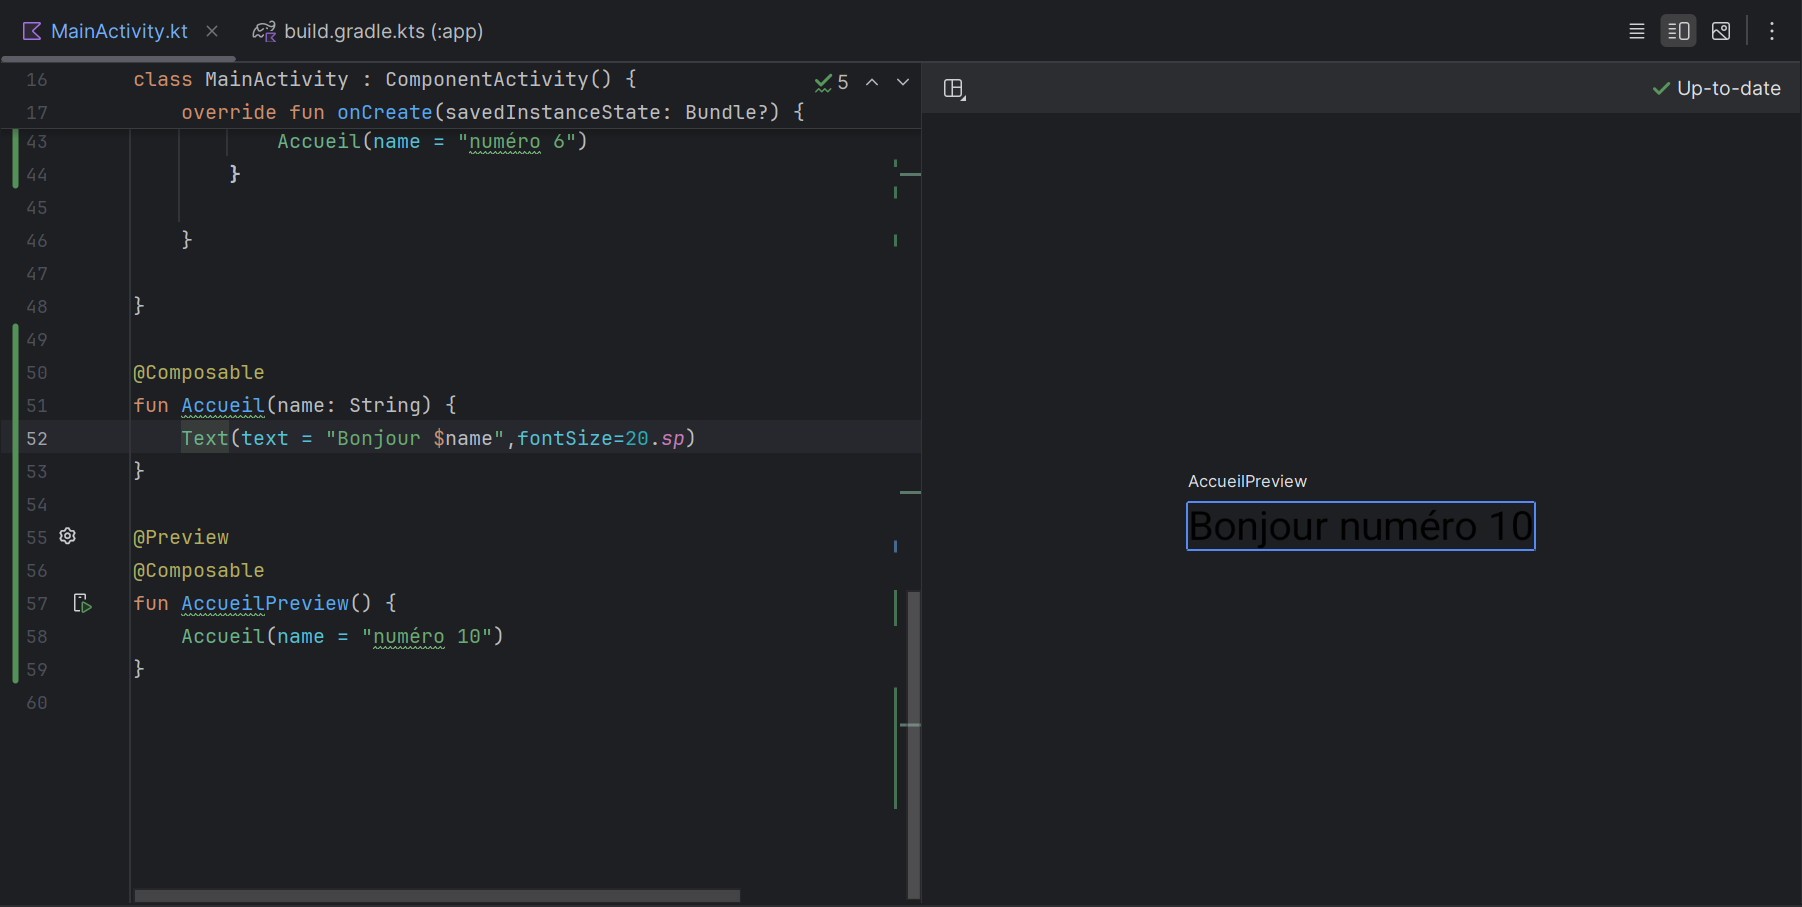 MainActivity.kt
build.gradle.kts (:app)
16 class MainActivity : ComponentActivity() {
5
17 override fun onCreate(savedInstanceState: Bundle?) {
43 Accueil(name = "numéro 6")
44 }
45
46 }
47
48 }
49
50 @Composable
51 fun Accueil(name: String) {
52 Text(text = "Bonjour $name",fontSize=20.sp)
53 }
54
55 @Preview
56 @Composable
57 fun AccueilPreview() {
58 Accueil(name = "numéro 10")
59 }
60
Up-to-date
AccueilPreview
Bonjour numéro 10